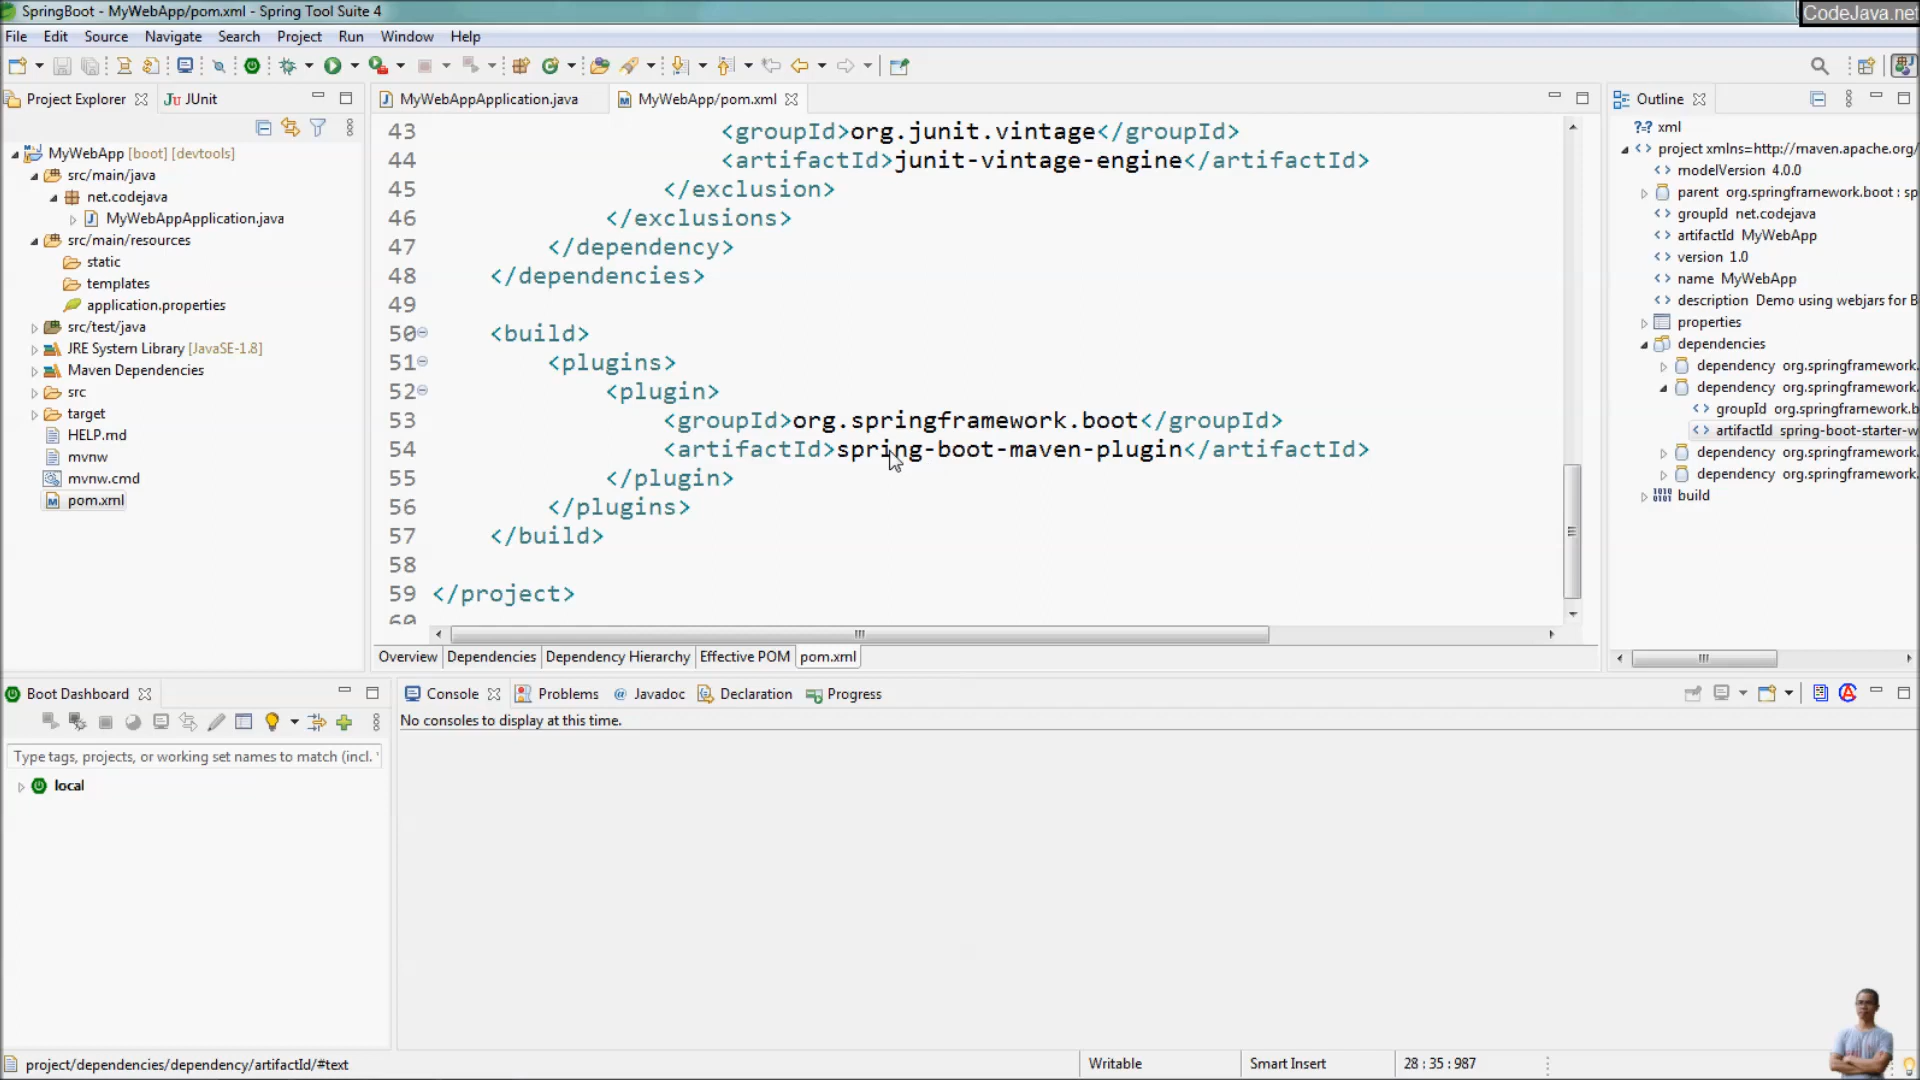 SpringBoot - MyWebApp/pom.xml - Spring Tool Suite 4
CodeJava.net
File Edit Source Navigate Search Project Run Window Help
Project Explorer
JUnit
MyWebApp [boot] [devtools]
src/main/java
net.codejava
MyWebAppApplication.java
src/main/resources
static
templates
application.properties
src/test/java
JRE System Library [JavaSE-1.8]
Maven Dependencies
src
target
HELP.md
mvnw
mvnw.cmd
pom.xml
MyWebAppApplication.java
MyWebApp/pom.xml
43 <groupId>org.junit.vintage</groupId>
44 <artifactId>junit-vintage-engine</artifactId>
45 </exclusion>
46 </exclusions>
47 </dependency>
48 </dependencies>
49
50 <build>
51 <plugins>
52 <plugin>
53 <groupId>org.springframework.boot</groupId>
54 <artifactId>spring-boot-maven-plugin</artifactId>
55 </plugin>
56 </plugins>
57 </build>
58
59 </project>
60
Overview Dependencies Dependency Hierarchy Effective POM pom.xml
Outline
xml
project xmlns=http://maven.apache.org/
modelVersion 4.0.0
parent org.springframework.boot : sp
groupId net.codejava
artifactId MyWebApp
version 1.0
name MyWebApp
description Demo using webjars for B
properties
dependencies
dependency org.springframework.
dependency org.springframework.
groupId org.springframework.b
artifactId spring-boot-starter-w
dependency org.springframework.
dependency org.springframework.
build
Boot Dashboard
Type tags, projects, or working set names to match (incl. '
local
Console Problems Javadoc Declaration Progress
No consoles to display at this time.
project/dependencies/dependency/artifactId/#text
Writable
Smart Insert
28 : 35 : 987